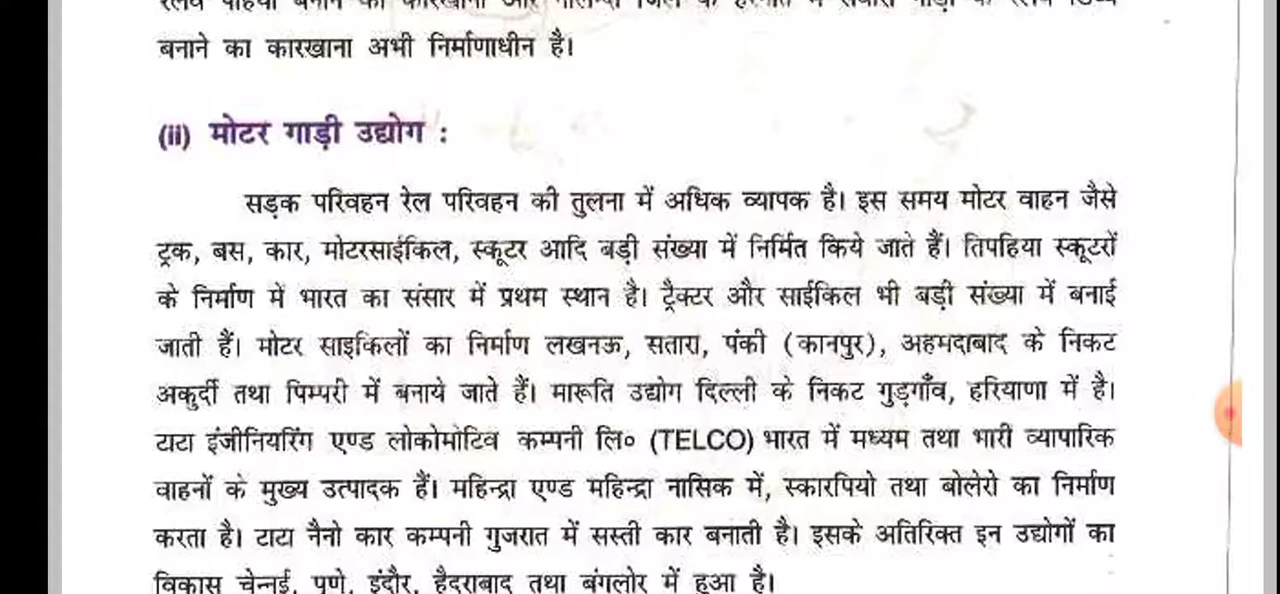 बनाने का कारखाना अभी निर्माणाधीन है।
(ii) मोटर गाड़ी उद्योग :
सड़क परिवहन रेल परिवहन की तुलना में अधिक व्यापक है। इस समय मोटर वाहन जैसे
ट्रक, बस, कार, मोटरसाईकिल, स्कूटर आदि बड़ी संख्या में निर्मित किये जाते हैं। तिपहिया स्कूटरों
के निर्माण में भारत का संसार में प्रथम स्थान है। ट्रैक्टर और साईकिल भी बड़ी संख्या में बनाई
जाती हैं। मोटर साइकिलों का निर्माण लखनऊ, सतारा, पंकी (कानपुर), अहमदाबाद के निकट
अकुर्दी तथा पिम्परी में बनाये जाते हैं। मारूति उद्योग दिल्ली के निकट गुड़गाँव, हरियाणा में है।
टाटा इंजीनियरिंग एण्ड लोकोमोटिव कम्पनी लि० (TELCO) भारत में मध्यम तथा भारी व्यापारिक
वाहनों के मुख्य उत्पादक हैं। महिन्द्रा एण्ड महिन्द्रा नासिक में, स्कारपियो तथा बोलेरो का निर्माण
करता है। टाटा नैनो कार कम्पनी गुजरात में सस्ती कार बनाती है। इसके अतिरिक्त इन उद्योगों का
विकास चेन्नई, पुणे, इंदौर, हैदराबाद तथा बंगलोर में हुआ है।